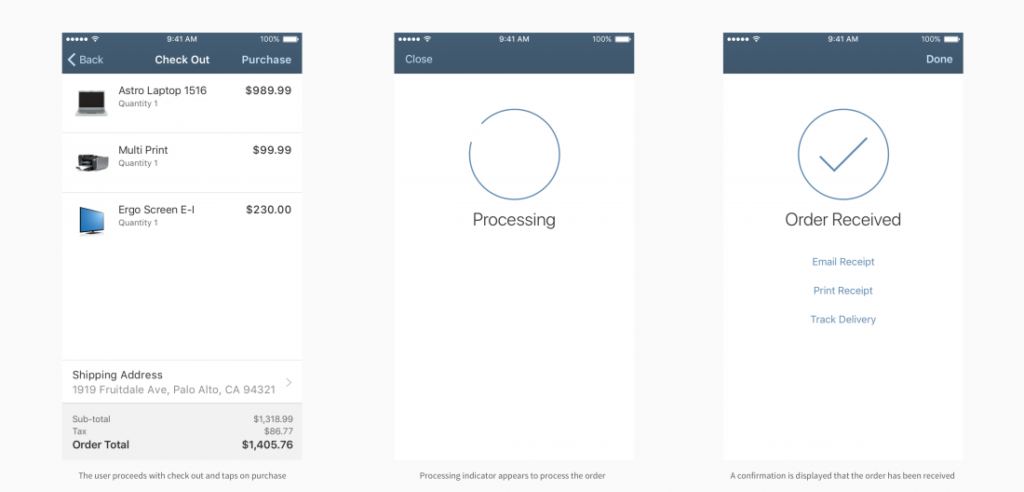 9:41 AM 100%
Back Check Out Purchase
Astro Laptop 1516 $989.99
Quantity 1
Multi Print $99.99
Quantity 1
Ergo Screen E-I $230.00
Quantity 1
Shipping Address
1919 Fruitdale Ave, Palo Alto, CA 94321
Sub-total $1,318.99
Tax $86.77
Order Total $1,405.76
The user proceeds with check out and taps on purchase
9:41 AM 100%
Close
Processing
Processing indicator appears to process the order
9:41 AM 100%
Done
Order Received
Email Receipt
Print Receipt
Track Delivery
A confirmation is displayed that the order has been received